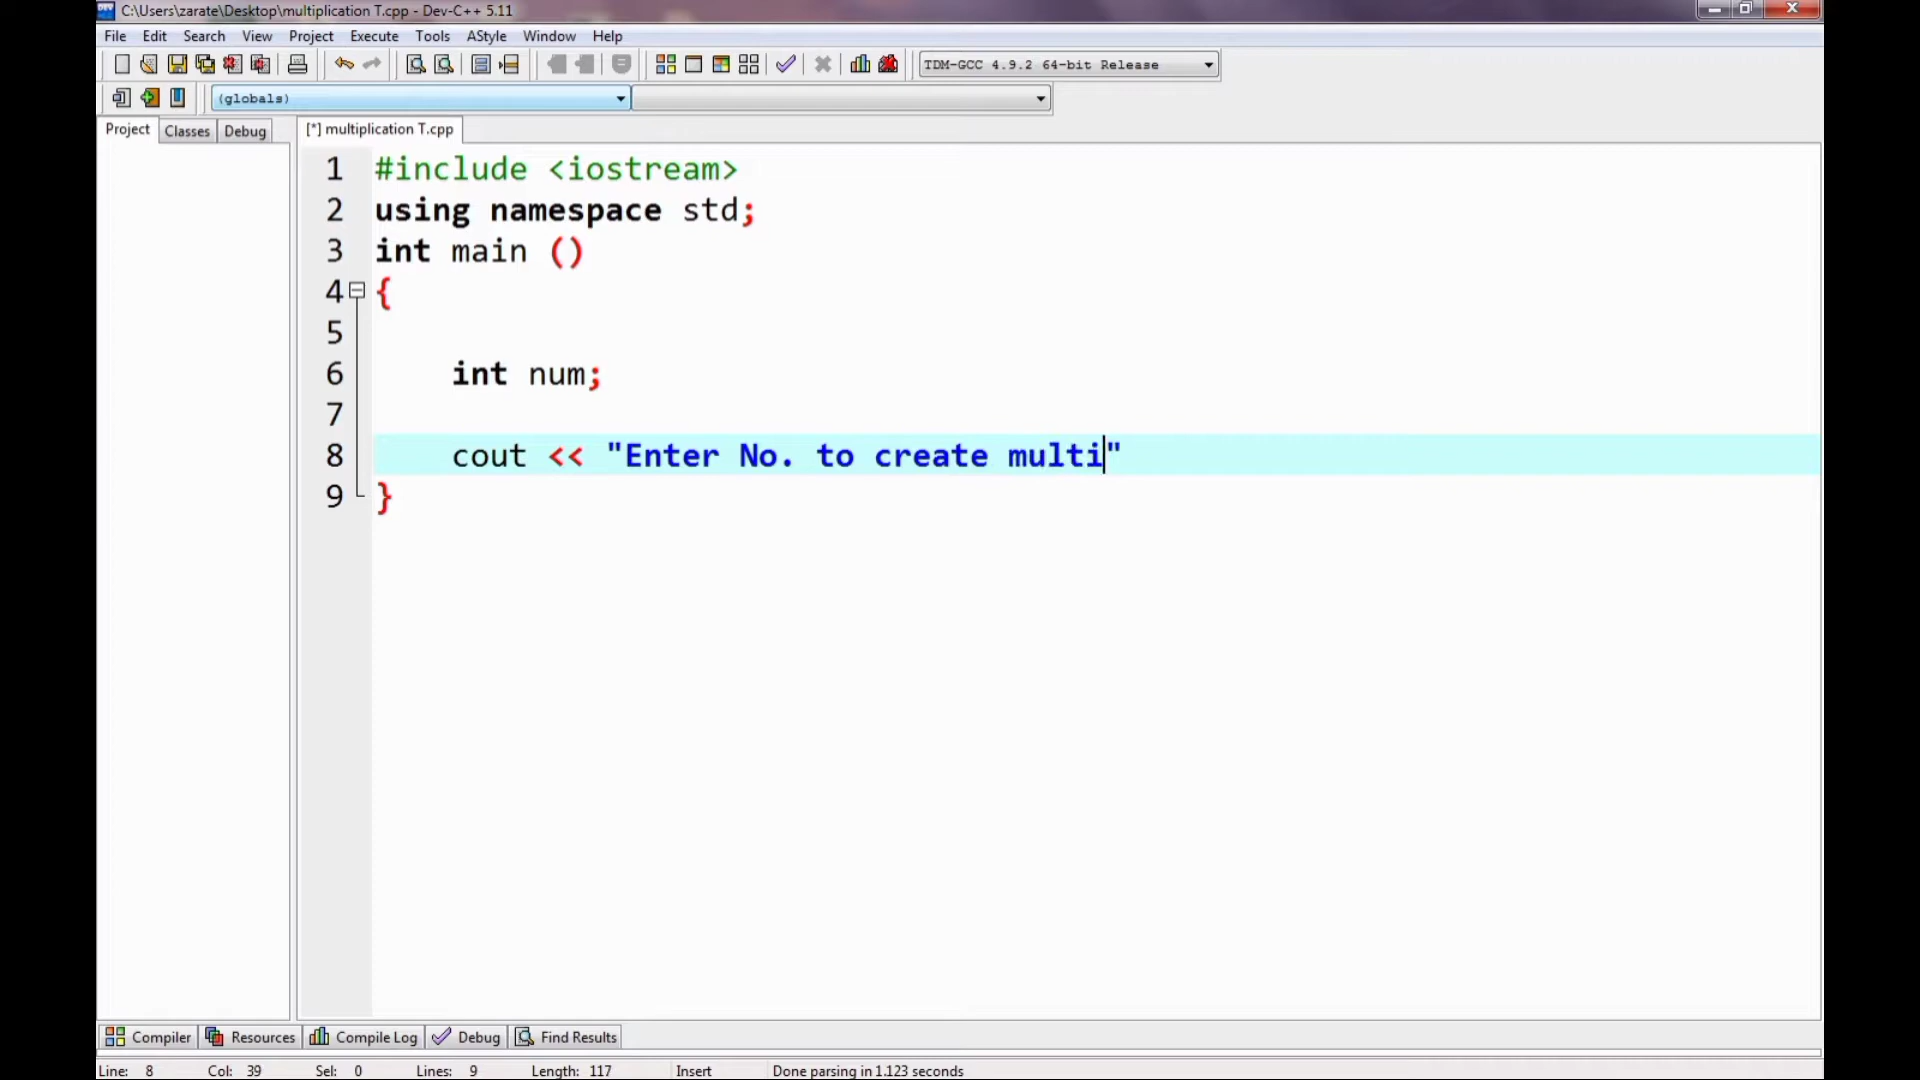 C:\Users\zarate\Desktop\multiplication T.cpp - Dev-C++ 5.11
File Edit Search View Project Execute Tools AStyle Window Help
TDM-GCC 4.9.2 64-bit Release
(globals)
Project Classes Debug [*] multiplication T.cpp
1 #include <iostream>
2 using namespace std;
3 int main ()
4 {
5
6 int num;
7
8 cout << "Enter No. to create multi"
9 }
Compiler Resources Compile Log Debug Find Results
Line: 8 Col: 39 Sel: 0 Lines: 9 Length: 117 Insert Done parsing in 1.123 seconds